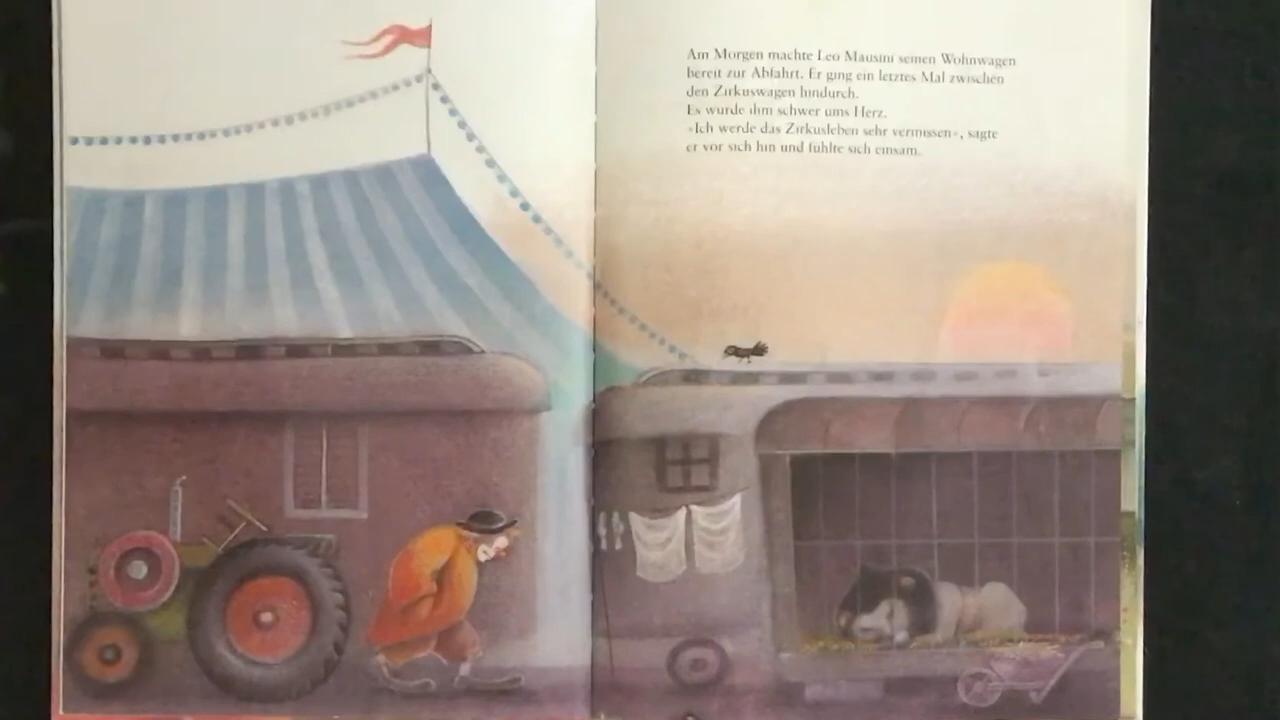 Am Morgen machte Leo Mausini seinen Wohnwagen
bereit zur Abfahrt. Er ging ein letztes Mal zwischen
den Zirkuswagen hindurch.
Es wurde ihm schwer ums Herz.
»Ich werde das Zirkusleben sehr vermissen«, sagte
er vor sich hin und fühlte sich einsam.